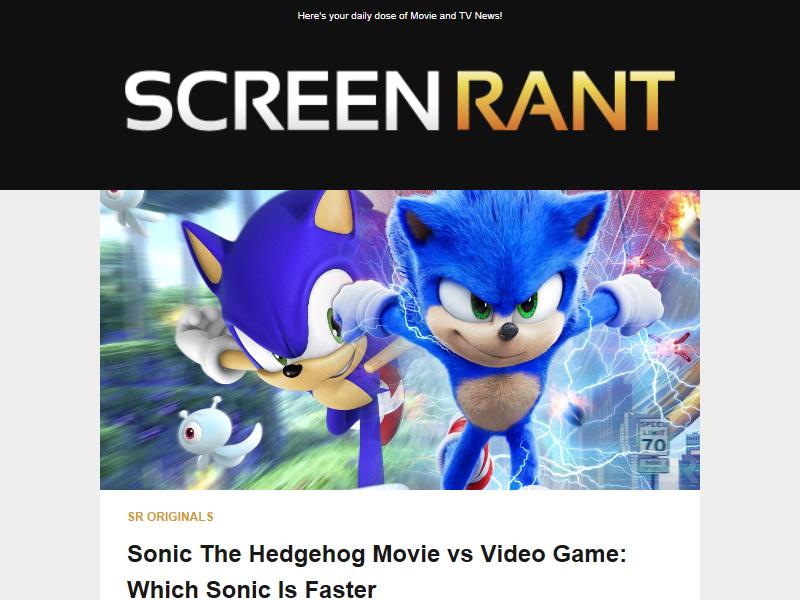 Here's your daily dose of Movie and TV News!
SCREEN RANT
SPEED
LIMIT
70
SR ORIGINALS
Sonic The Hedgehog Movie vs Video Game:
Which Sonic Is Faster